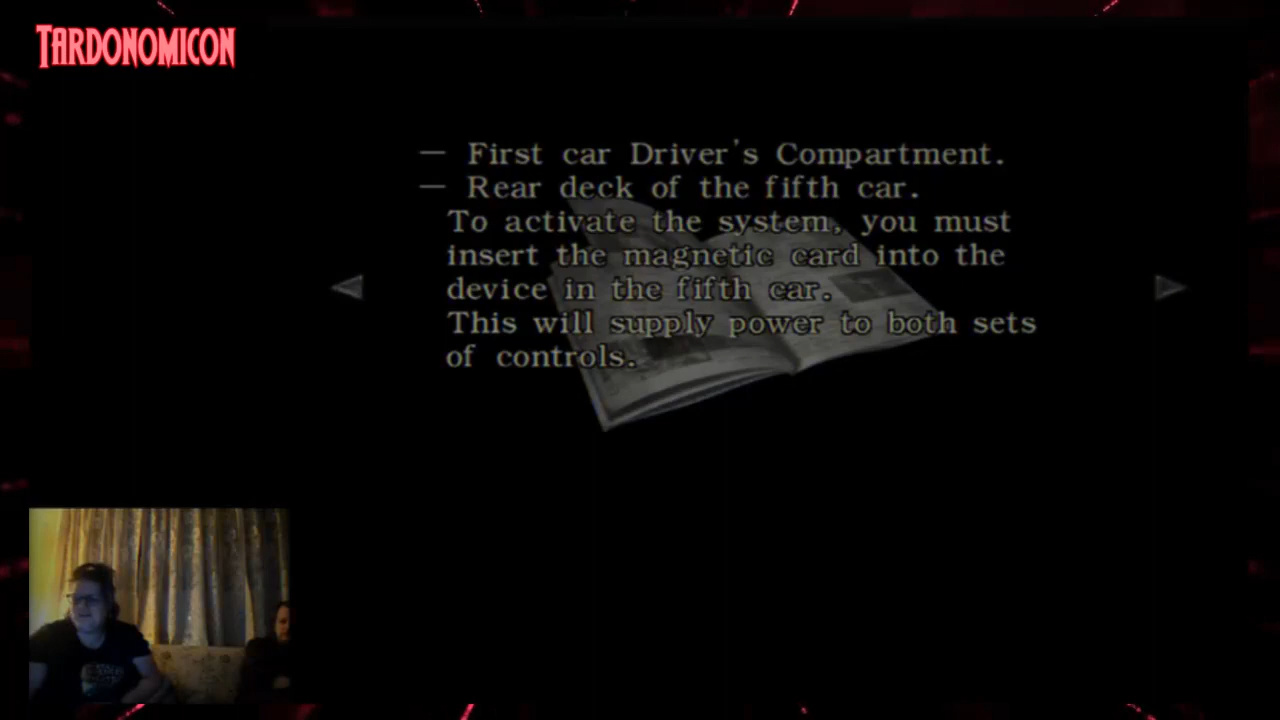 TARDONOMICON
— First car Driver's Compartment.
— Rear deck of the fifth car.
To activate the system, you must
insert the magnetic card into the
device in the fifth car.
This will supply power to both sets
of controls.